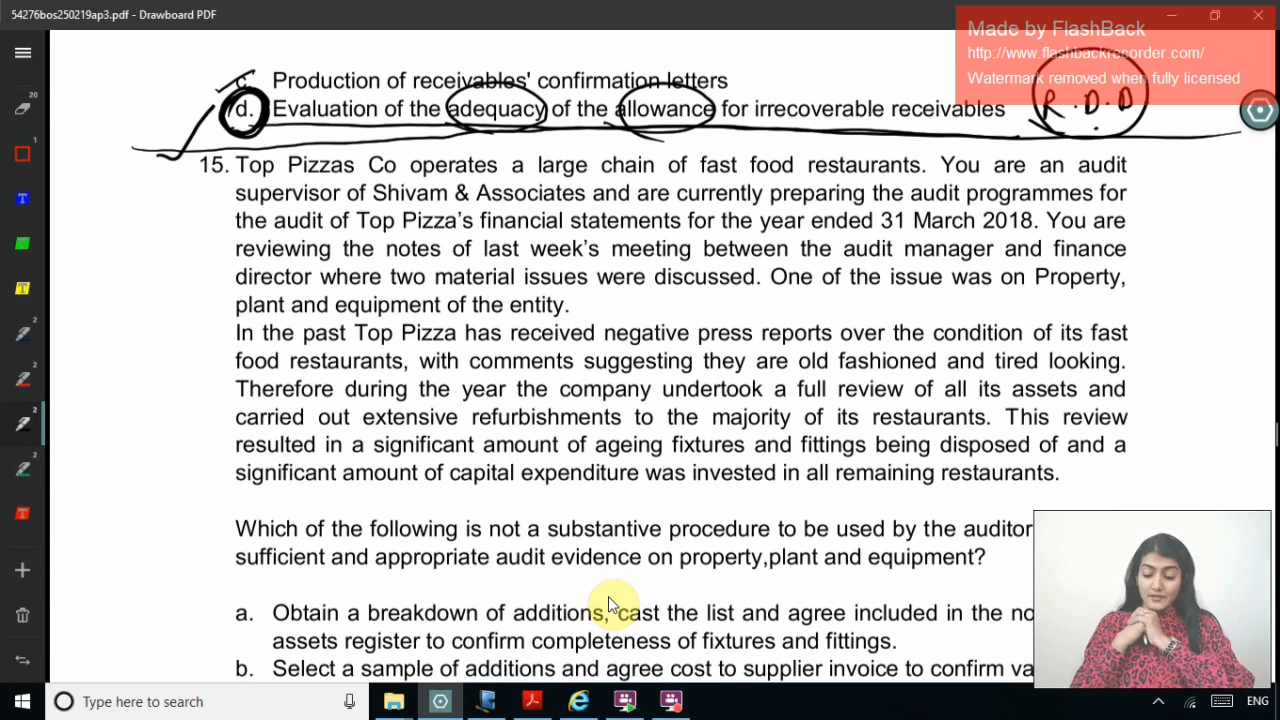 54276bos250219ap3.pdf - Drawboard PDF
Made by FlashBack
http://www.flashbackrecorder.com/
Watermark removed when fully licensed
c. Production of receivables' confirmation letters
d. Evaluation of the adequacy of the allowance for irrecoverable receivables
R.D.D
15. Top Pizzas Co operates a large chain of fast food restaurants. You are an audit
supervisor of Shivam & Associates and are currently preparing the audit programmes for
the audit of Top Pizza's financial statements for the year ended 31 March 2018. You are
reviewing the notes of last week's meeting between the audit manager and finance
director where two material issues were discussed. One of the issue was on Property,
plant and equipment of the entity.
In the past Top Pizza has received negative press reports over the condition of its fast
food restaurants, with comments suggesting they are old fashioned and tired looking.
Therefore during the year the company undertook a full review of all its assets and
carried out extensive refurbishments to the majority of its restaurants. This review
resulted in a significant amount of ageing fixtures and fittings being disposed of and a
significant amount of capital expenditure was invested in all remaining restaurants.
Which of the following is not a substantive procedure to be used by the auditor
sufficient and appropriate audit evidence on property,plant and equipment?
a. Obtain a breakdown of additions, cast the list and agree included in the no
assets register to confirm completeness of fixtures and fittings.
b. Select a sample of additions and agree cost to supplier invoice to confirm va
Type here to search
ENG